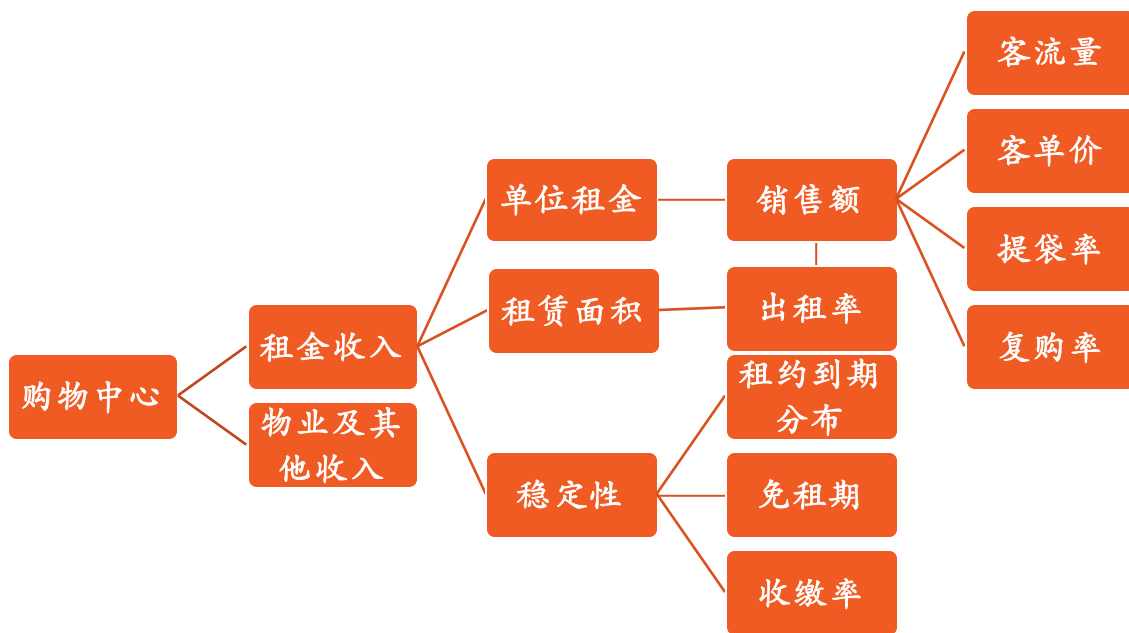 客流量
客单价
单位租金
销售额
提袋率
租赁面积
出租率
租金收入
复购率
购物中心
租约到期
分布
物业及其
他收入
稳定性
免租期
收缴率